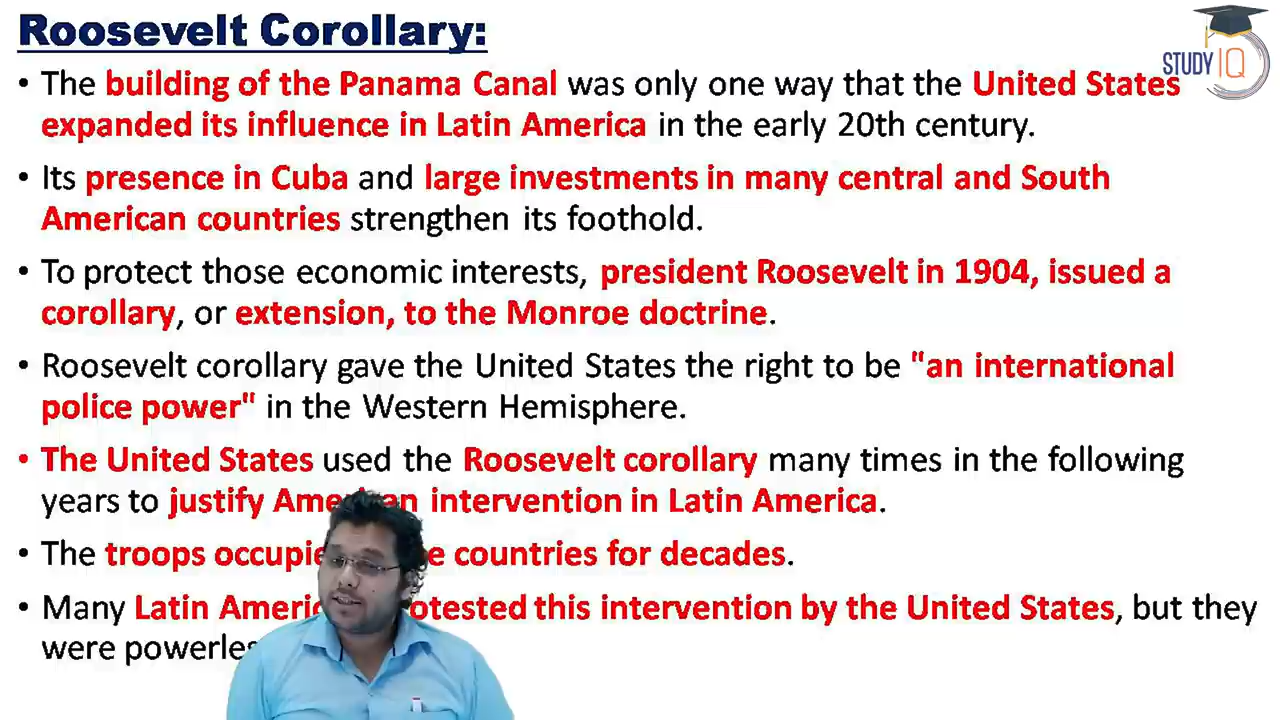 Roosevelt Corollary:
STUDY IQ
• The building of the Panama Canal was only one way that the United States
expanded its influence in Latin America in the early 20th century.
• Its presence in Cuba and large investments in many central and South
American countries strengthen its foothold.
• To protect those economic interests, president Roosevelt in 1904, issued a
corollary, or extension, to the Monroe doctrine.
• Roosevelt corollary gave the United States the right to be "an international
police power" in the Western Hemisphere.
• The United States used the Roosevelt corollary many times in the following
years to justify American intervention in Latin America.
• The troops countries for decades.
• Many Latin this intervention by the United States, but they
were